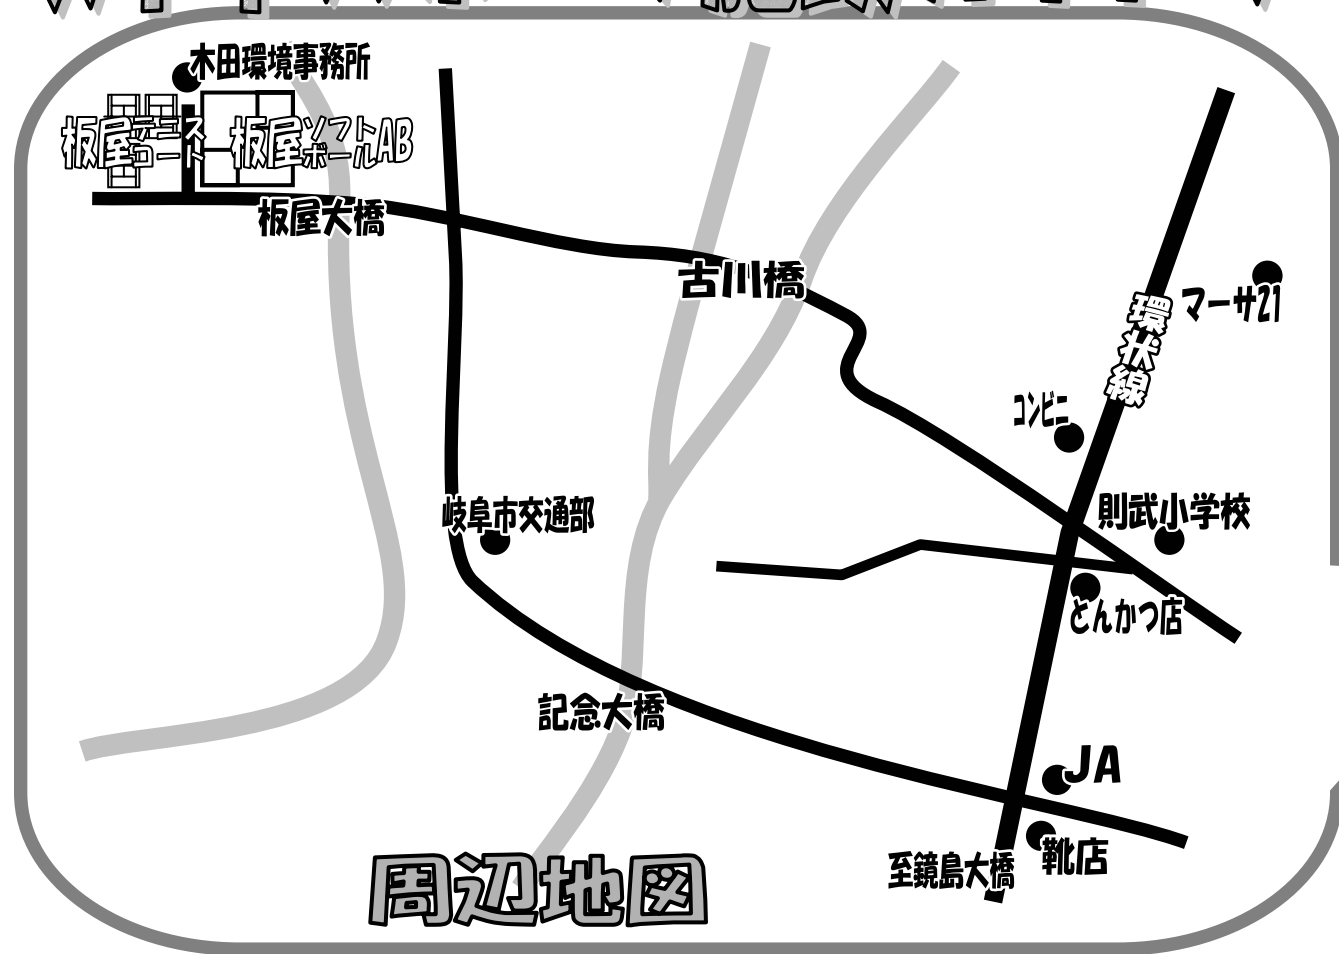 木田環境事務所
板屋テニスコート
板屋ソフトボールAB
板屋大橋
古川橋
環状線
マーサ21
コンビニ
岐阜市交通部
則武小学校
とんかつ店
記念大橋
JA
靴店
至鏡島大橋
周辺地図